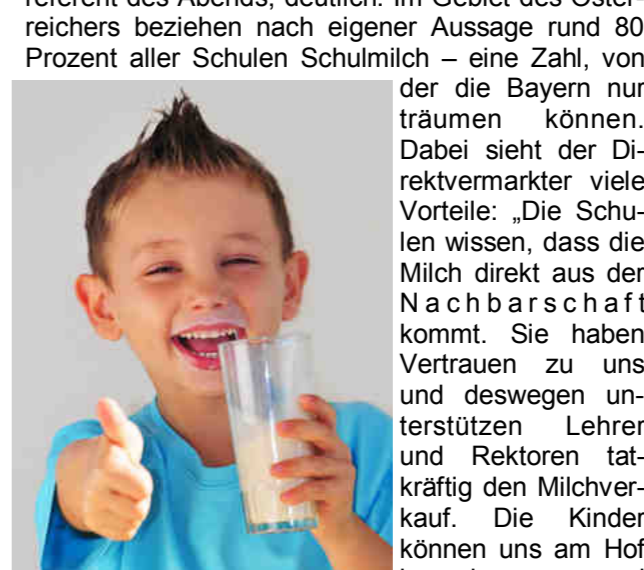 referent des Abends, deutlich. Im Gebiet des Öster-
reichers beziehen nach eigener Aussage rund 80
Prozent aller Schulen Schulmilch – eine Zahl, von
der die Bayern nur
träumen können.
Dabei sieht der Di-
rektvermarkter viele
Vorteile: „Die Schu-
len wissen, dass die
Milch direkt aus der
Nachbarschaft
kommt. Sie haben
Vertrauen zu uns
und deswegen un-
terstützen Lehrer
und Rektoren tat-
kräftig den Milchver-
kauf. Die Kinder
können uns am Hof